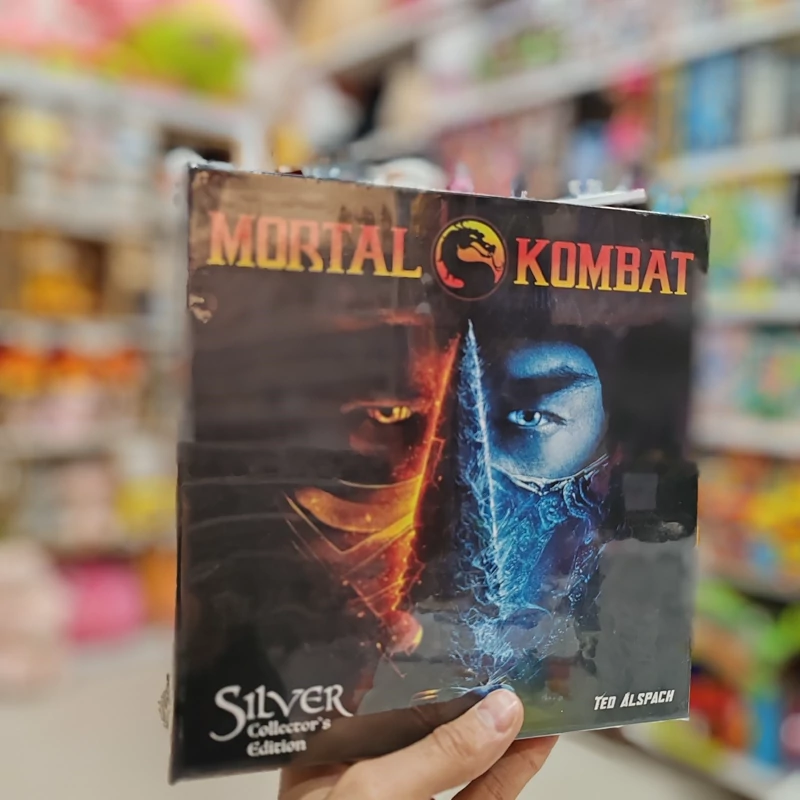 MORTAL KOMBAT
SILVER
Collector's
Edition
TED ALSPACH